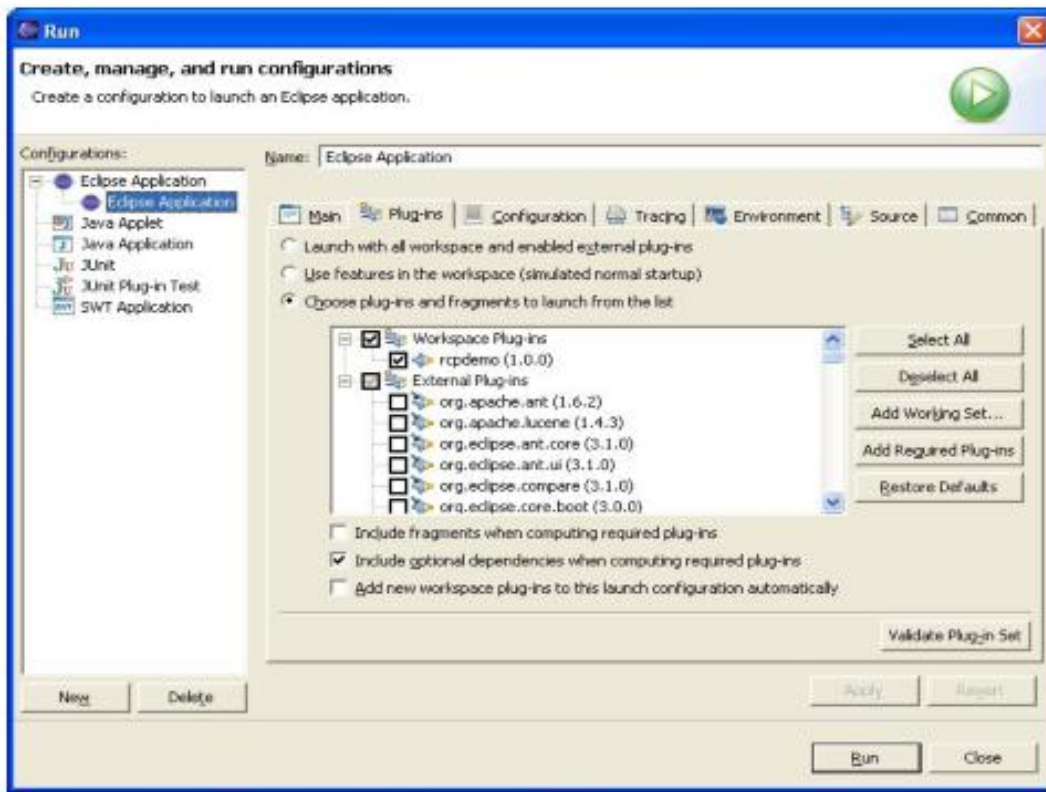 Run
Create, manage, and run configurations
Create a configuration to launch an Eclipse application.
Configurations:
Eclipse Application
Eclipse Application
Java Applet
Java Application
JUnit
JUnit Plug-in Test
SWT Application
New
Delete
Name: Eclipse Application
Main Plug-ins Configuration Tracing Environment Source Common
Launch with all workspace and enabled external plug-ins
Use features in the workspace (simulated normal startup)
Choose plug-ins and fragments to launch from the list
Workspace Plug-ins
rcpdemo (1.0.0)
External Plug-ins
org.apache.ant (1.6.2)
org.apache.lucene (1.4.3)
org.eclipse.ant.core (3.1.0)
org.eclipse.ant.ui (3.1.0)
org.eclipse.compare (3.1.0)
org.eclipse.core.boot (3.0.0)
Select All
Deselect All
Add Working Set...
Add Required Plug-ins
Restore Defaults
Include fragments when computing required plug-ins
Include optional dependencies when computing required plug-ins
Add new workspace plug-ins to this launch configuration automatically
Validate Plug-in Set
Apply Revert
Run Close